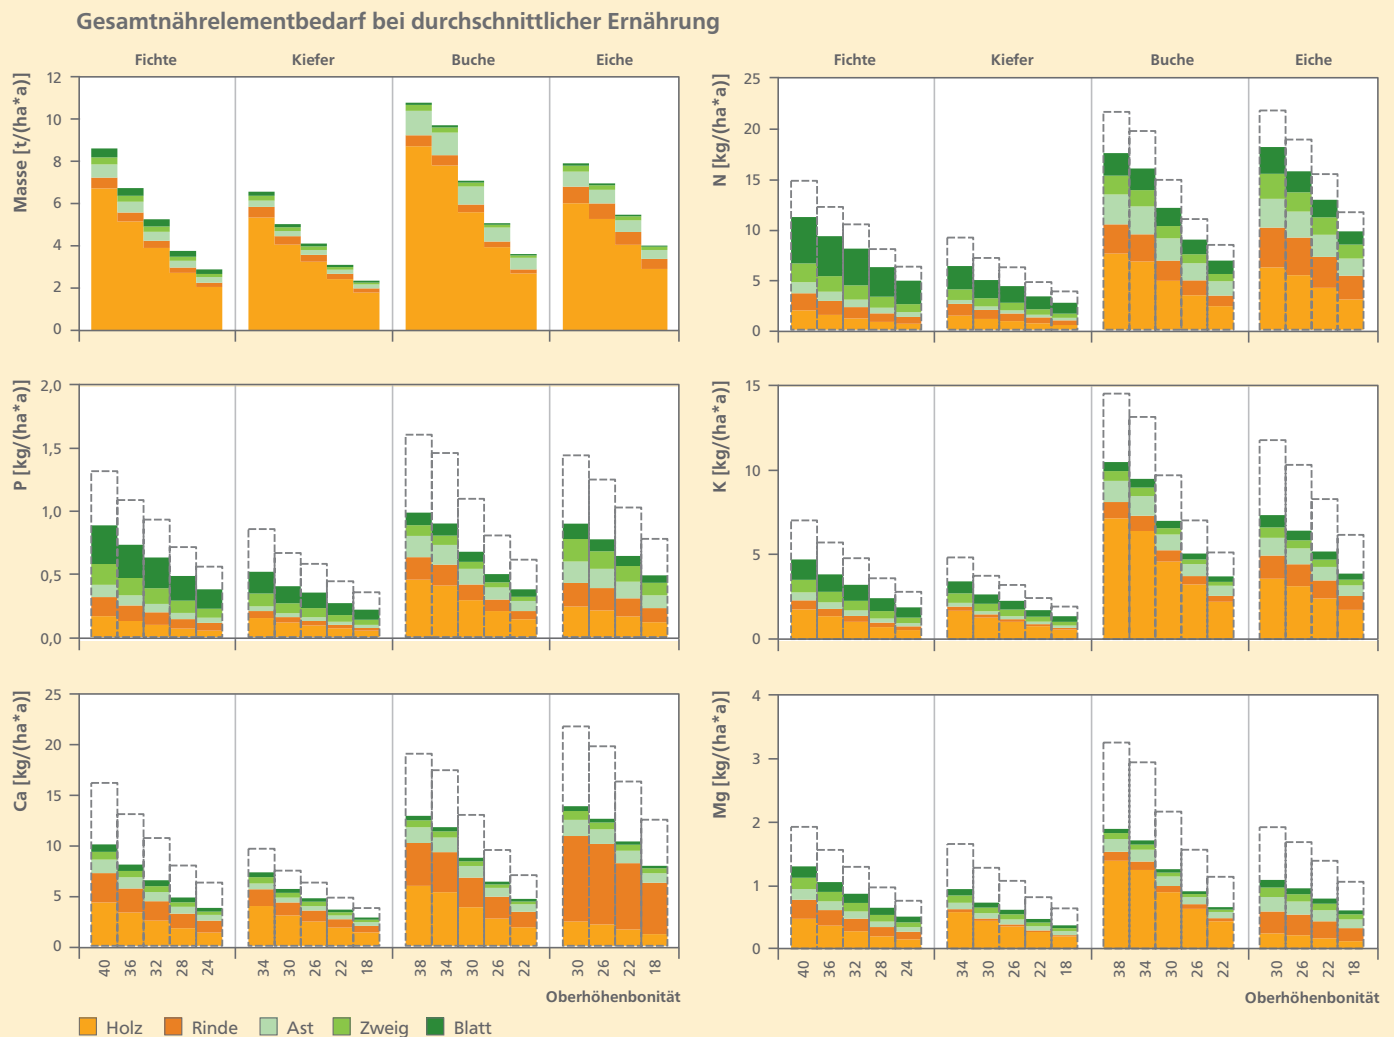 Gesamtnährelementbedarf bei durchschnittlicher Ernährung
Fichte Kiefer Buche Eiche
Masse [t/(ha*a)]
12
10
8
6
4
2
0
Fichte Kiefer Buche Eiche
N [kg/(ha*a)]
25
20
15
10
5
0
P [kg/(ha*a)]
2,0
1,5
1,0
0,5
0,0
K [kg/(ha*a)]
15
10
5
0
Ca [kg/(ha*a)]
25
20
15
10
5
0
40 36 32 28 24 34 30 26 22 18 38 34 30 26 22 30 26 22 18
Oberhöhenbonität
Mg [kg/(ha*a)]
4
3
2
1
0
40 36 32 28 24 34 30 26 22 18 38 34 30 26 22 30 26 22 18
Oberhöhenbonität
Holz Rinde Ast Zweig Blatt